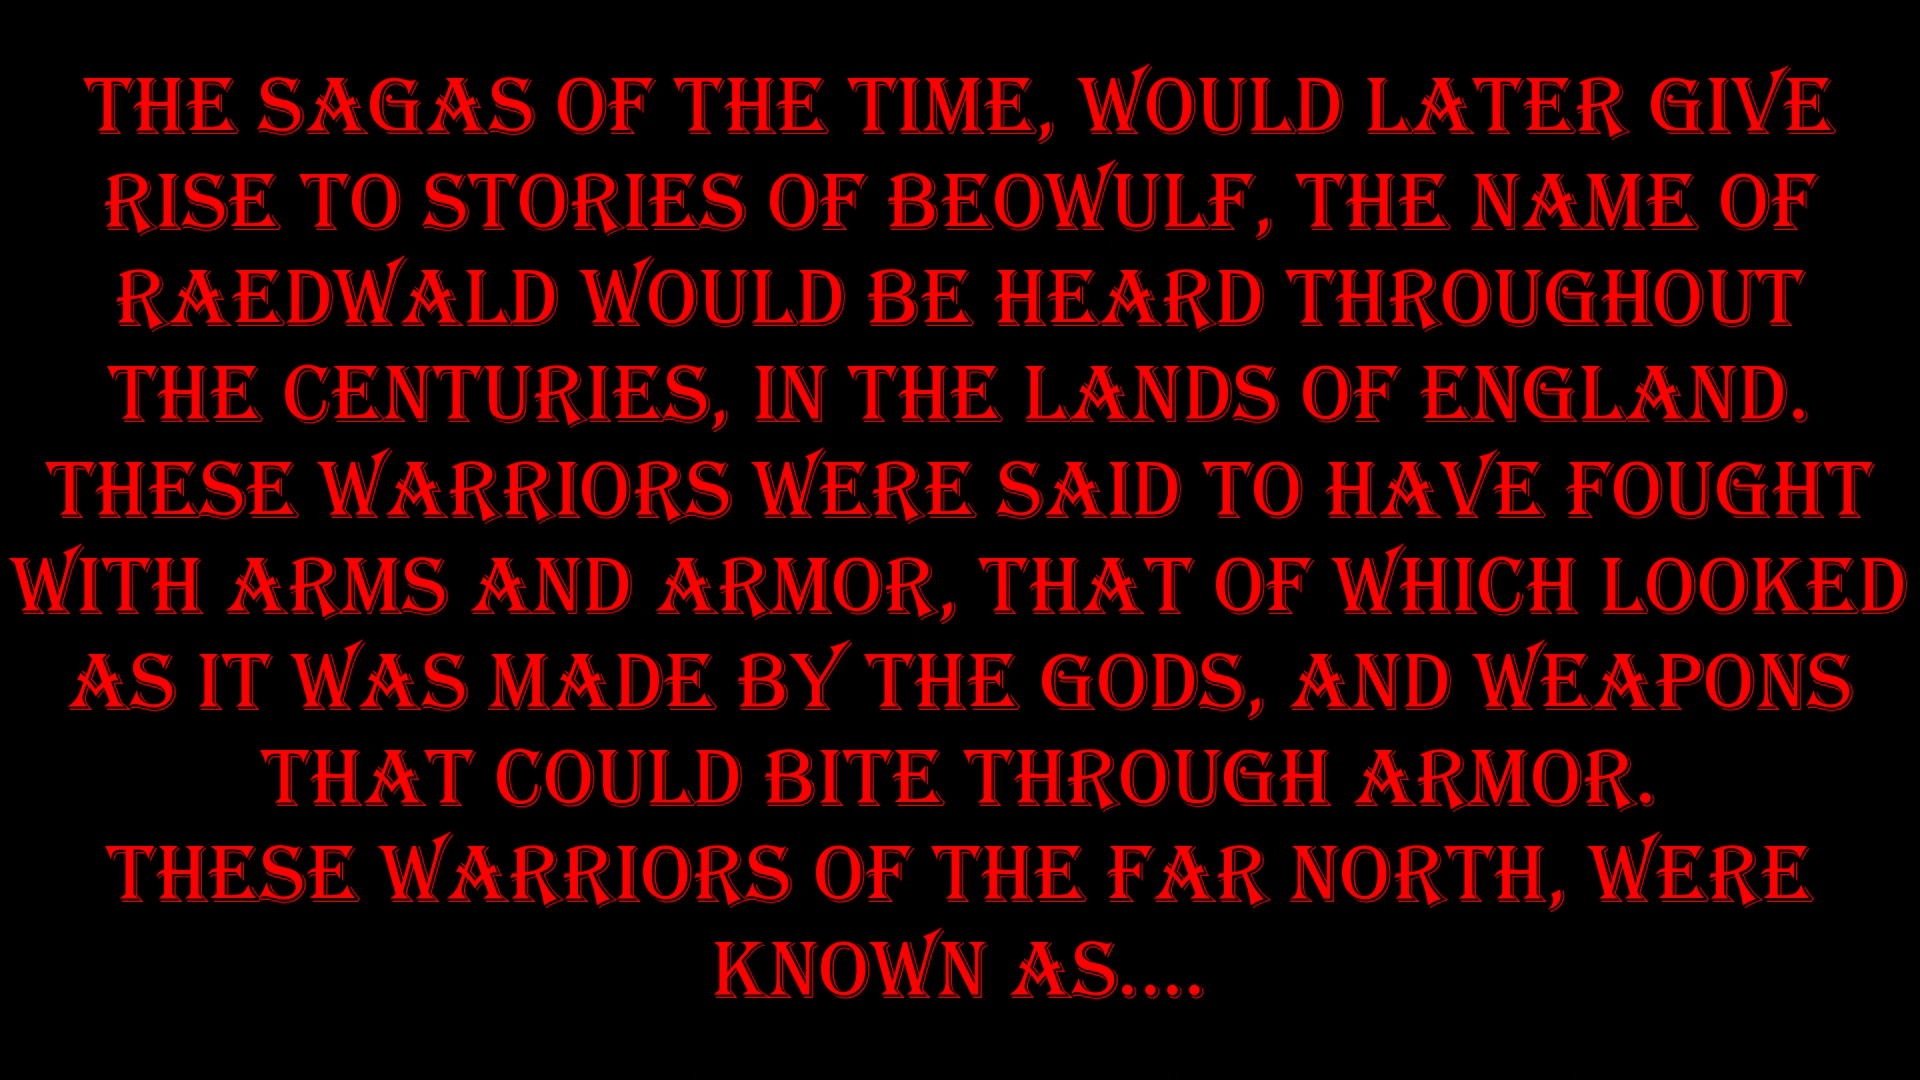 THE SAGAS OF THE TIME, WOULD LATER GIVE
RISE TO STORIES OF BEOWULF, THE NAME OF
RAEDWALD WOULD BE HEARD THROUGHOUT
THE CENTURIES, IN THE LANDS OF ENGLAND.
THESE WARRIORS WERE SAID TO HAVE FOUGHT
WITH ARMS AND ARMOR, THAT OF WHICH LOOKED
AS IT WAS MADE BY THE GODS, AND WEAPONS
THAT COULD BITE THROUGH ARMOR.
THESE WARRIORS OF THE FAR NORTH, WERE
KNOWN AS....